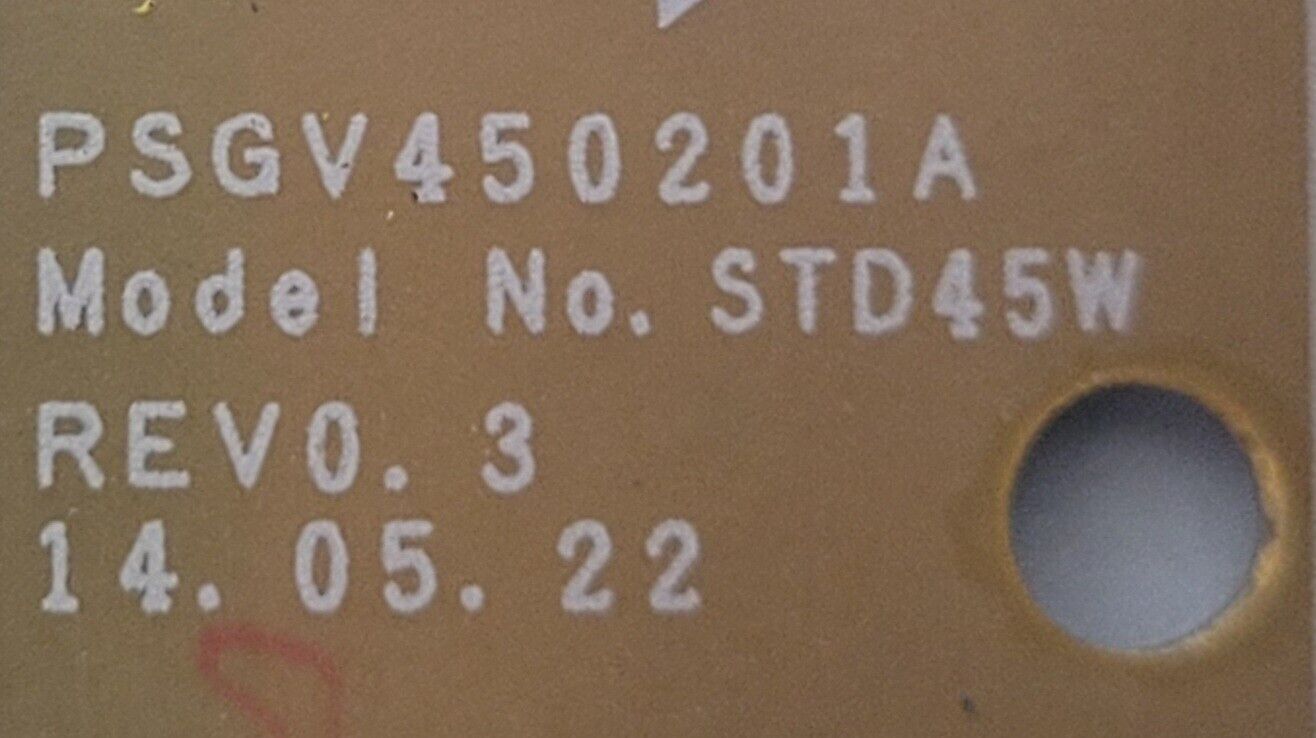 PSGV450201A
Model No. STD45W
REV0. 3
14. 05. 22